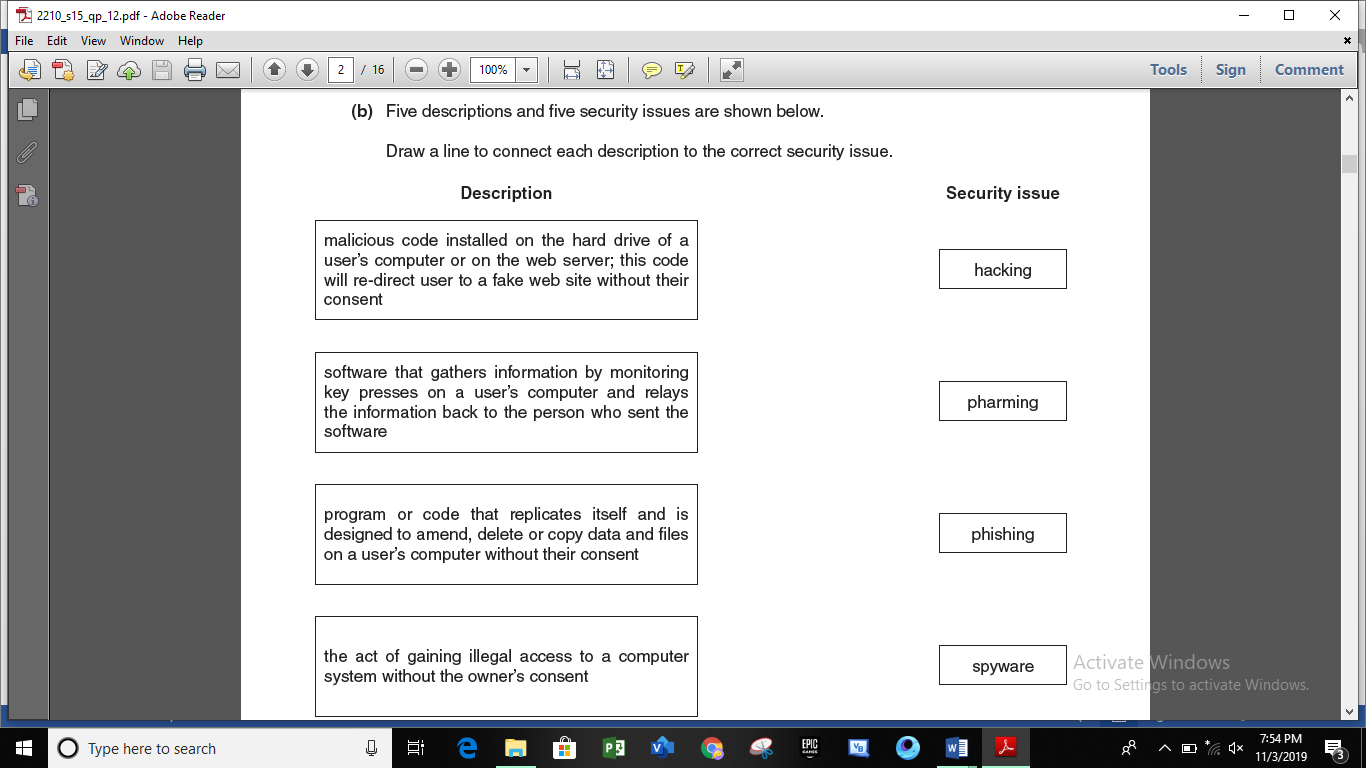 2210_s15_qp_12.pdf - Adobe Reader
File Edit View Window Help
2 / 16 100% Tools Sign Comment
(b) Five descriptions and five security issues are shown below.
Draw a line to connect each description to the correct security issue.
Description Security issue
malicious code installed on the hard drive of a
user's computer or on the web server; this code
will re-direct user to a fake web site without their
consent
hacking
software that gathers information by monitoring
key presses on a user's computer and relays
the information back to the person who sent the
software
pharming
program or code that replicates itself and is
designed to amend, delete or copy data and files
on a user's computer without their consent
phishing
the act of gaining illegal access to a computer
system without the owner's consent
spyware
Activate Windows
Go to Settings to activate Windows.
Type here to search
EPIC
GAMES
7:54 PM
11/3/2019
3